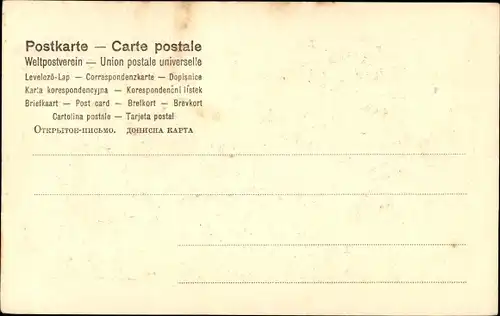 Postkarte — Carte postale
Weltpostverein — Union postale universelle
Levelező-Lap — Correspondenzkarte — Dopisnice
Karta korespondencyjna — Korespondenční lístek
Briefkaart — Post card — Brefkort — Brevkort
Cartolina postale — Tarjeta postal
Открытое-письмо. дописна карта